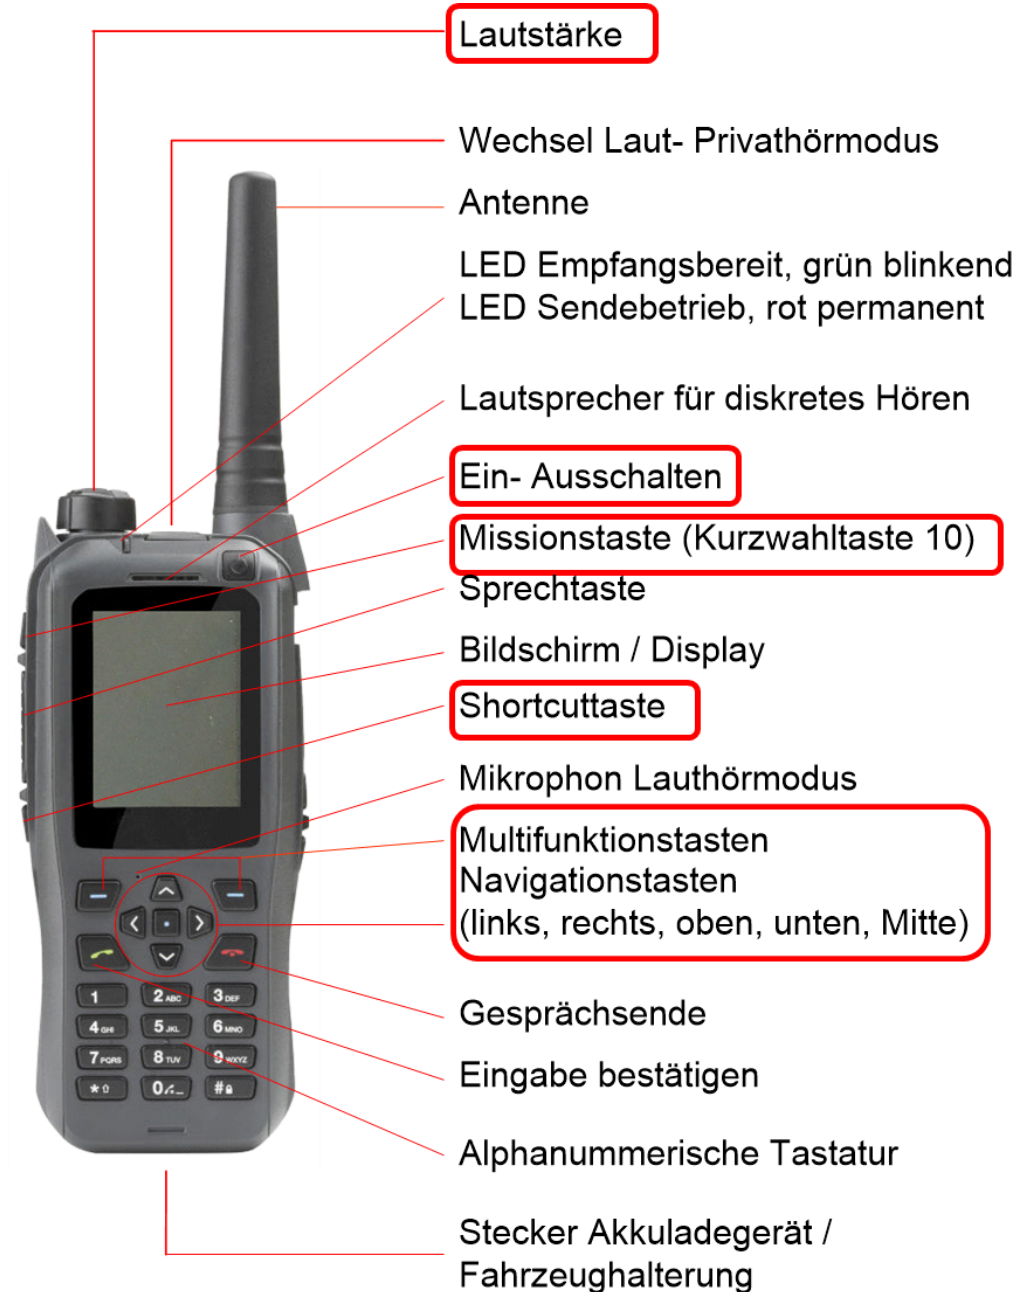 Lautstärke
Wechsel Laut- Privathörmodus
Antenne
LED Empfangsbereit, grün blinkend
LED Sendebetrieb, rot permanent
Lautsprecher für diskretes Hören
Ein- Ausschalten
Missionstaste (Kurzwahltaste 10)
Sprechtaste
Bildschirm / Display
Shortcuttaste
Mikrophon Lauthörmodus
Multifunktionstasten
Navigationstasten
(links, rechts, oben, unten, Mitte)
Gesprächsende
Eingabe bestätigen
Alphanummerische Tastatur
Stecker Akkuladegerät /
Fahrzeughalterung
1 2 ABC 3 DEF
4 GHI 5 JKL 6 MNO
7 PQRS 8 TUV 9 WXYZ
* 0 #